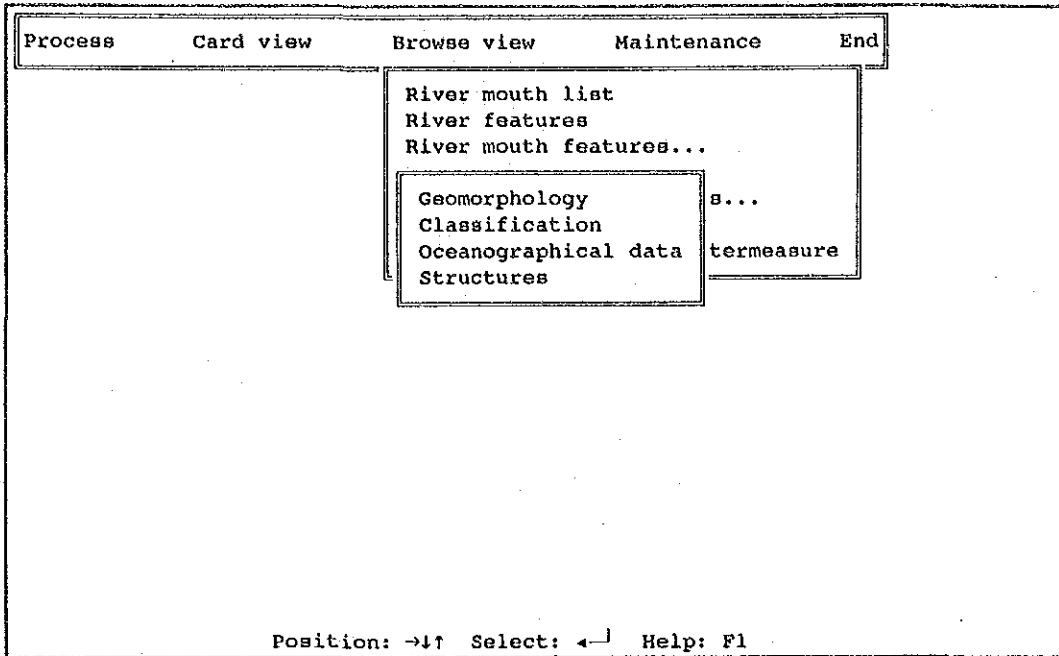 Process Card view Browse view Maintenance End
River mouth list
River features
River mouth features...
Geomorphology s...
Classification
Oceanographical data termeasure
Structures
Position: →↓↑ Select: ◄─┘ Help: F1